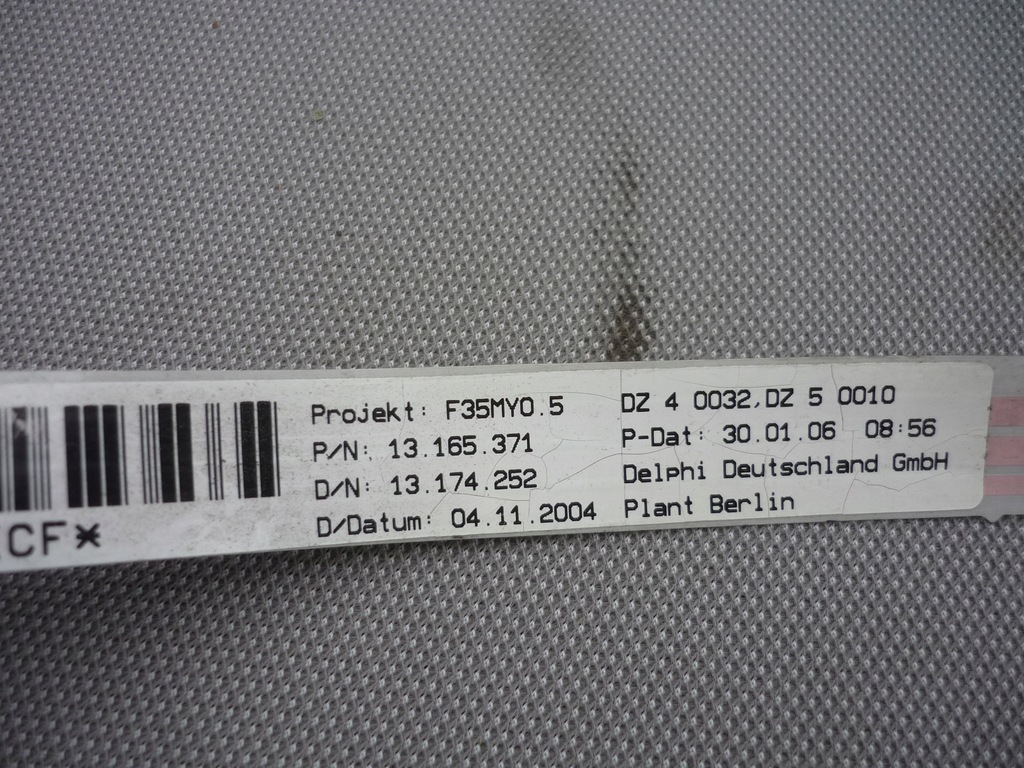 CF*
Projekt: F35MY0.5
P/N: 13.165.371
D/N: 13.174.252
D/Datum: 04.11.2004
DZ 4 0032,DZ 5 0010
P-Dat: 30.01.06 08:56
Delphi Deutschland GmbH
Plant Berlin